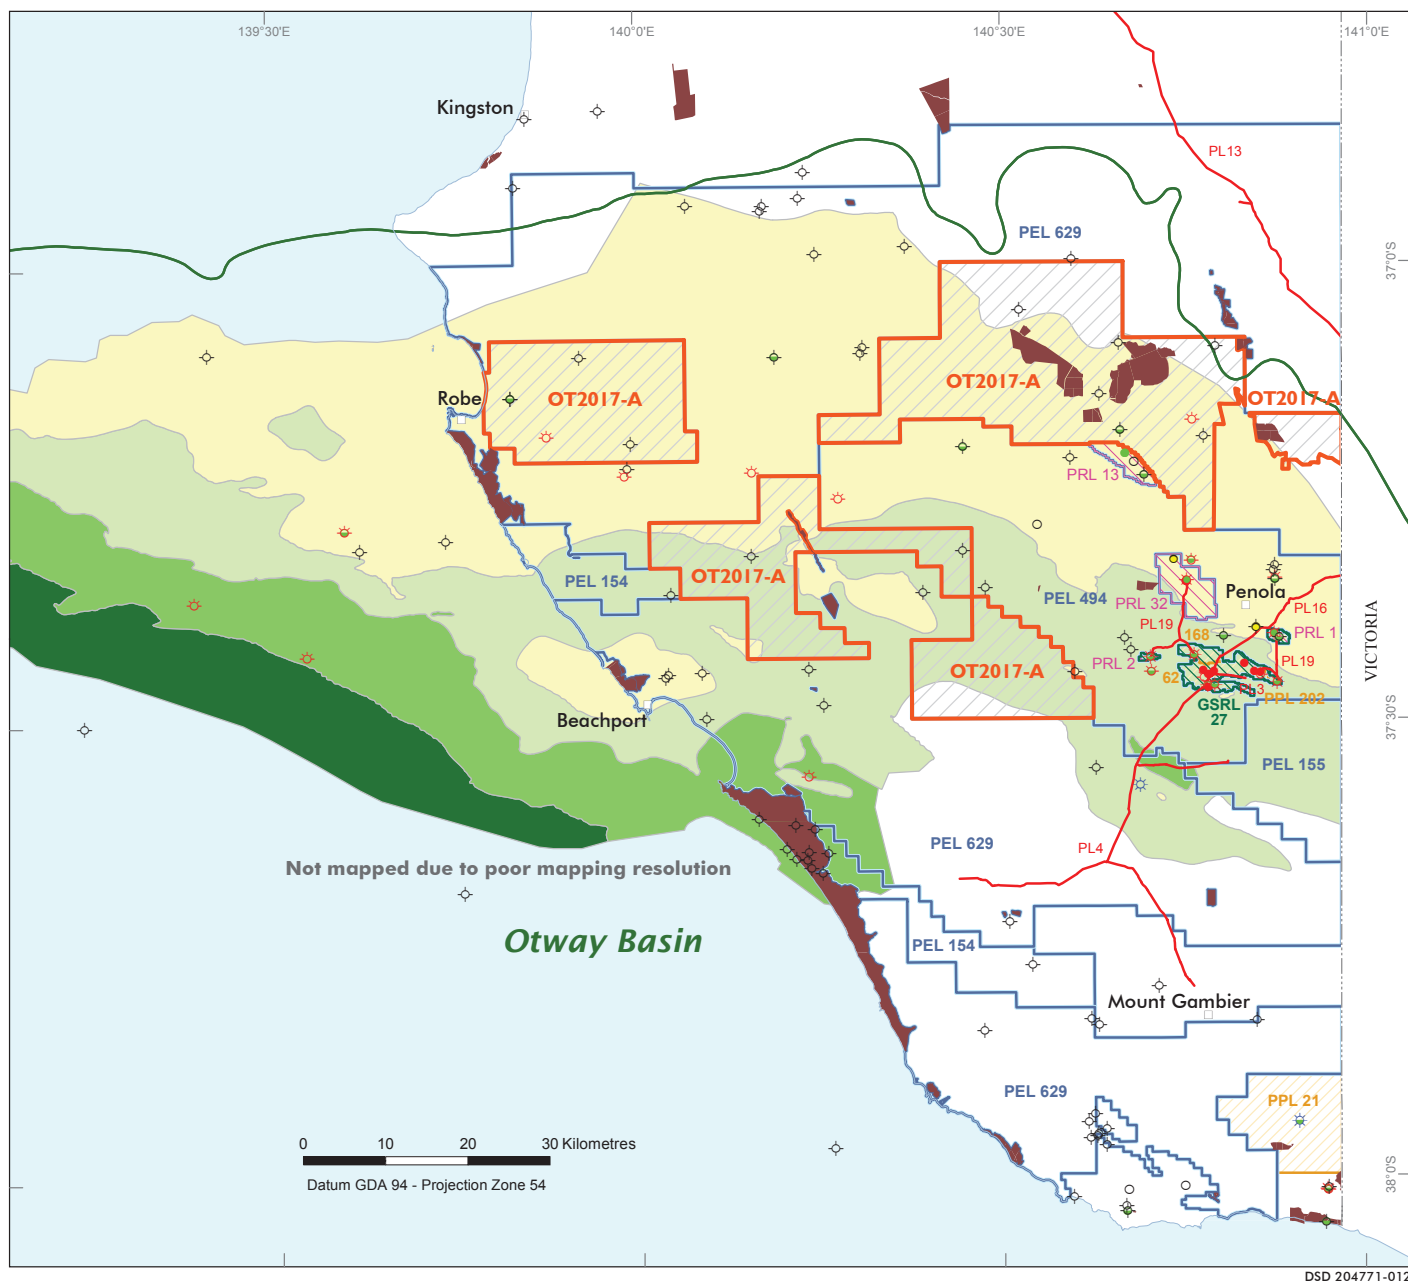 139°30'E
140°0'E
140°30'E
141°0'E
Kingston
PL13
PEL 629
37°0'S
OT2017-A
OT2017-A
OT2017-A
Robe
PRL 13
PEL 154
OT2017-A
PEL 494
PRL 32
Penola
PL16
PL19
168
PRL 1
PRL 2
62
PL19
OT2017-A
PL3
PPL 202
GSRL
27
VICTORIA
Beachport
37°30'S
PEL 155
PEL 629
PL4
Not mapped due to poor mapping resolution
Otway Basin
PEL 154
Mount Gambier
PEL 629
PPL 21
0 10 20 30 Kilometres
Datum GDA 94 - Projection Zone 54
38°0'S
DSD 204771-012